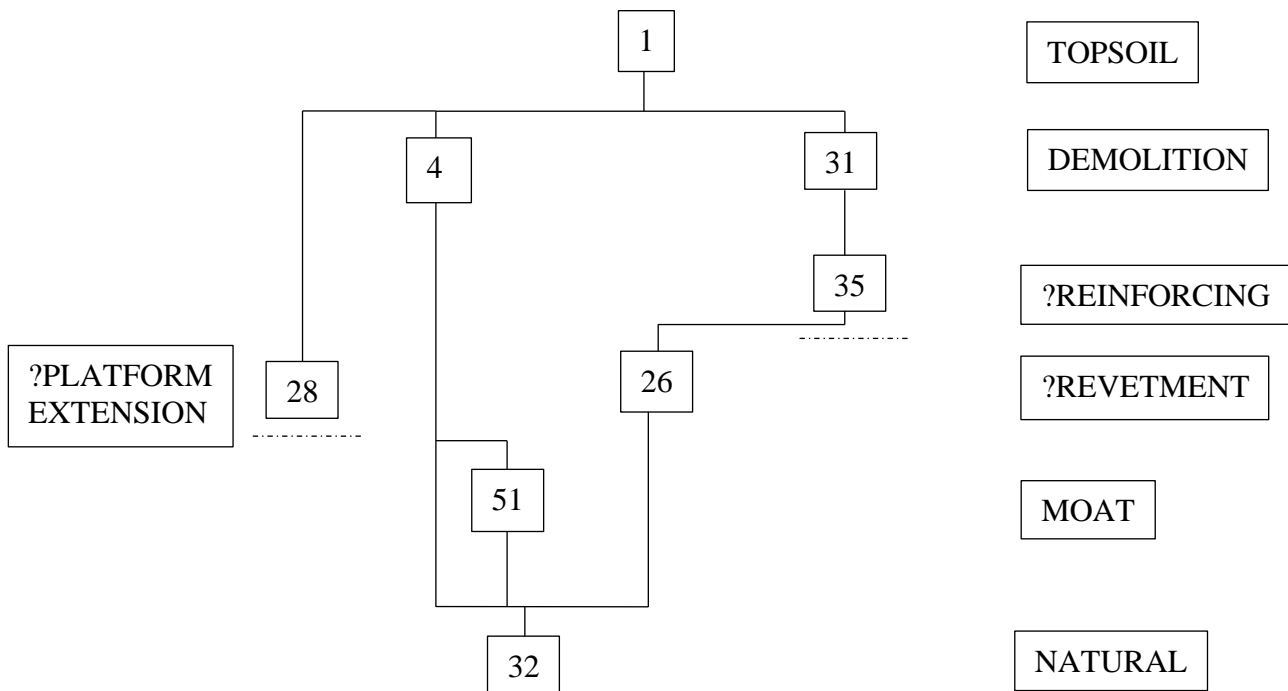 1
TOPSOIL
4
31
DEMOLITION
35
?REINFORCING
?PLATFORM
EXTENSION
28
26
?REVETMENT
51
MOAT
32
NATURAL